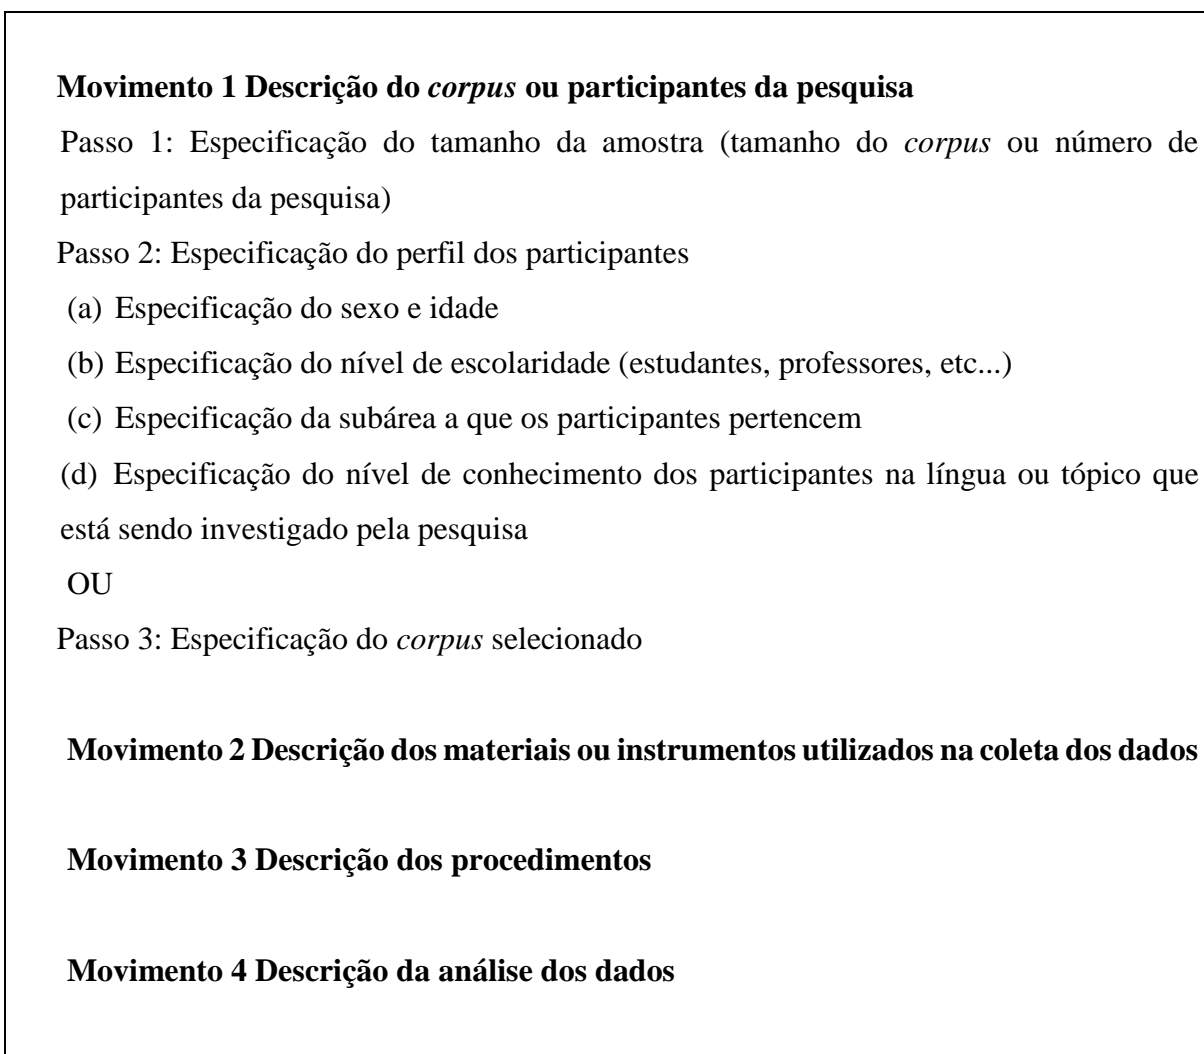 Movimento 1 Descrição do corpus ou participantes da pesquisa
Passo 1: Especificação do tamanho da amostra (tamanho do corpus ou número de
participantes da pesquisa)
Passo 2: Especificação do perfil dos participantes
(a) Especificação do sexo e idade
(b) Especificação do nível de escolaridade (estudantes, professores, etc...)
(c) Especificação da subárea a que os participantes pertencem
(d) Especificação do nível de conhecimento dos participantes na língua ou tópico que
está sendo investigado pela pesquisa
OU
Passo 3: Especificação do corpus selecionado
Movimento 2 Descrição dos materiais ou instrumentos utilizados na coleta dos dados
Movimento 3 Descrição dos procedimentos
Movimento 4 Descrição da análise dos dados